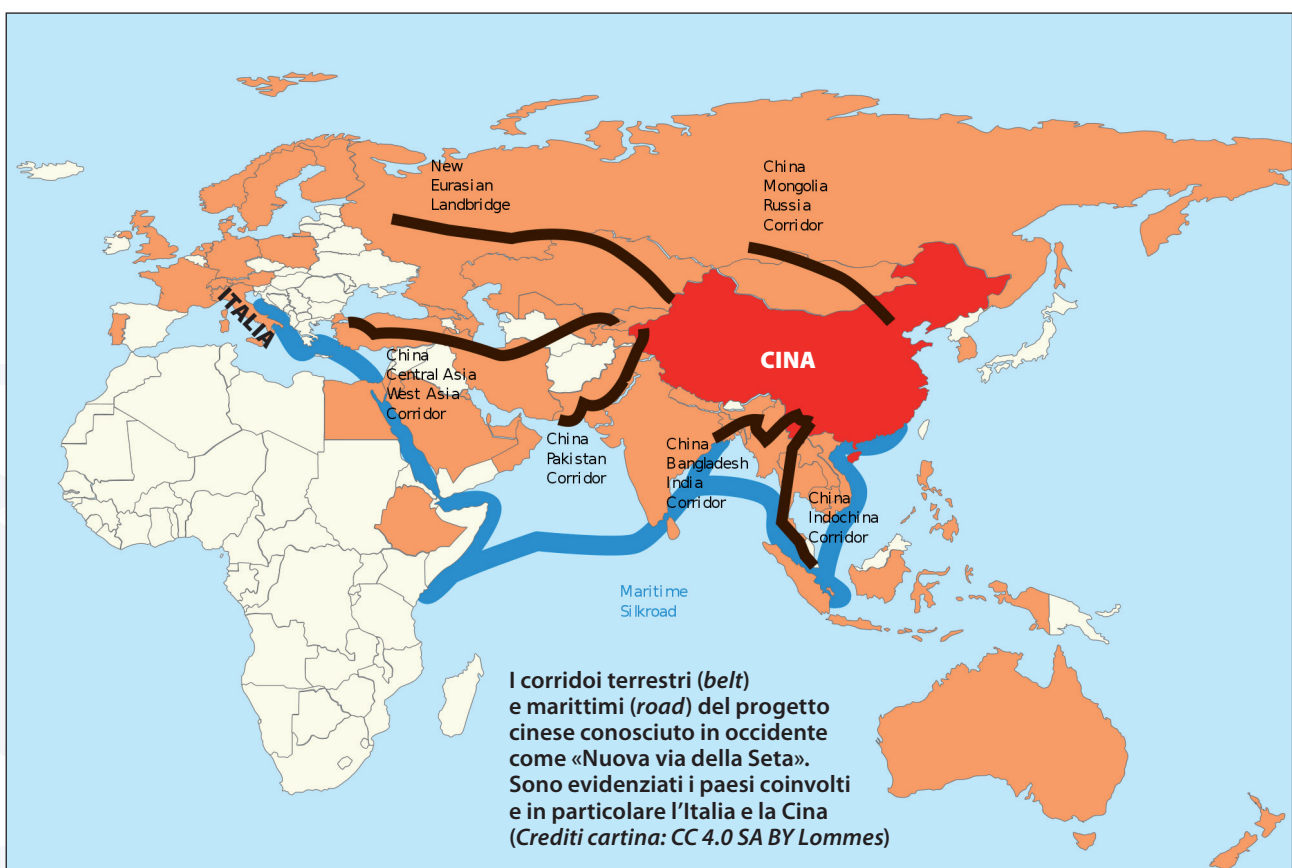 New
Eurasian
Landbridge
China
Mongolia
Russia
Corridor
ITALIA
CINA
China
Central Asia
West Asia
Corridor
China
Pakistan
Corridor
China
Bangladesh
India
Corridor
China
Indochina
Corridor
Maritime
Silkroad
I corridoi terrestri (belt)
e marittimi (road) del progetto
cinese conosciuto in occidente
come «Nuova via della Seta».
Sono evidenziati i paesi coinvolti
e in particolare l'Italia e la Cina
(Crediti cartina: CC 4.0 SA BY Lommes)